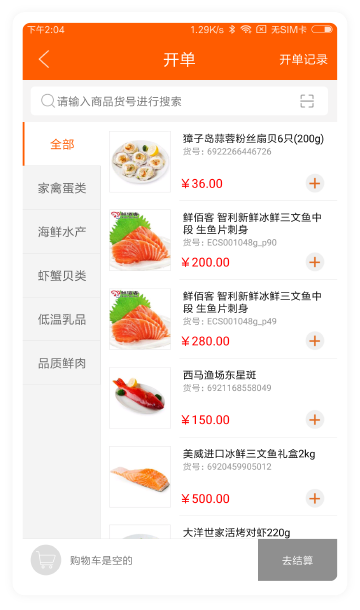 下午2:04
1.29K/s 无SIM卡
开单
开单记录
请输入商品货号进行搜索
全部
家禽蛋类
海鲜水产
虾蟹贝类
低温乳品
品质鲜肉
獐子岛蒜蓉粉丝扇贝6只(200g)
货号: 6922266446726
￥36.00
鲜佰客 智利新鲜冰鲜三文鱼中
段 生鱼片刺身
货号: ECS001048g_p90
￥200.00
鲜佰客 智利新鲜冰鲜三文鱼中
段 生鱼片刺身
货号: ECS001048g_p49
￥280.00
西马渔场东星斑
货号: 6921168558049
￥150.00
美威进口冰鲜三文鱼礼盒2kg
货号: 6920459905012
￥500.00
大洋世家活烤对虾220g
购物车是空的
去结算